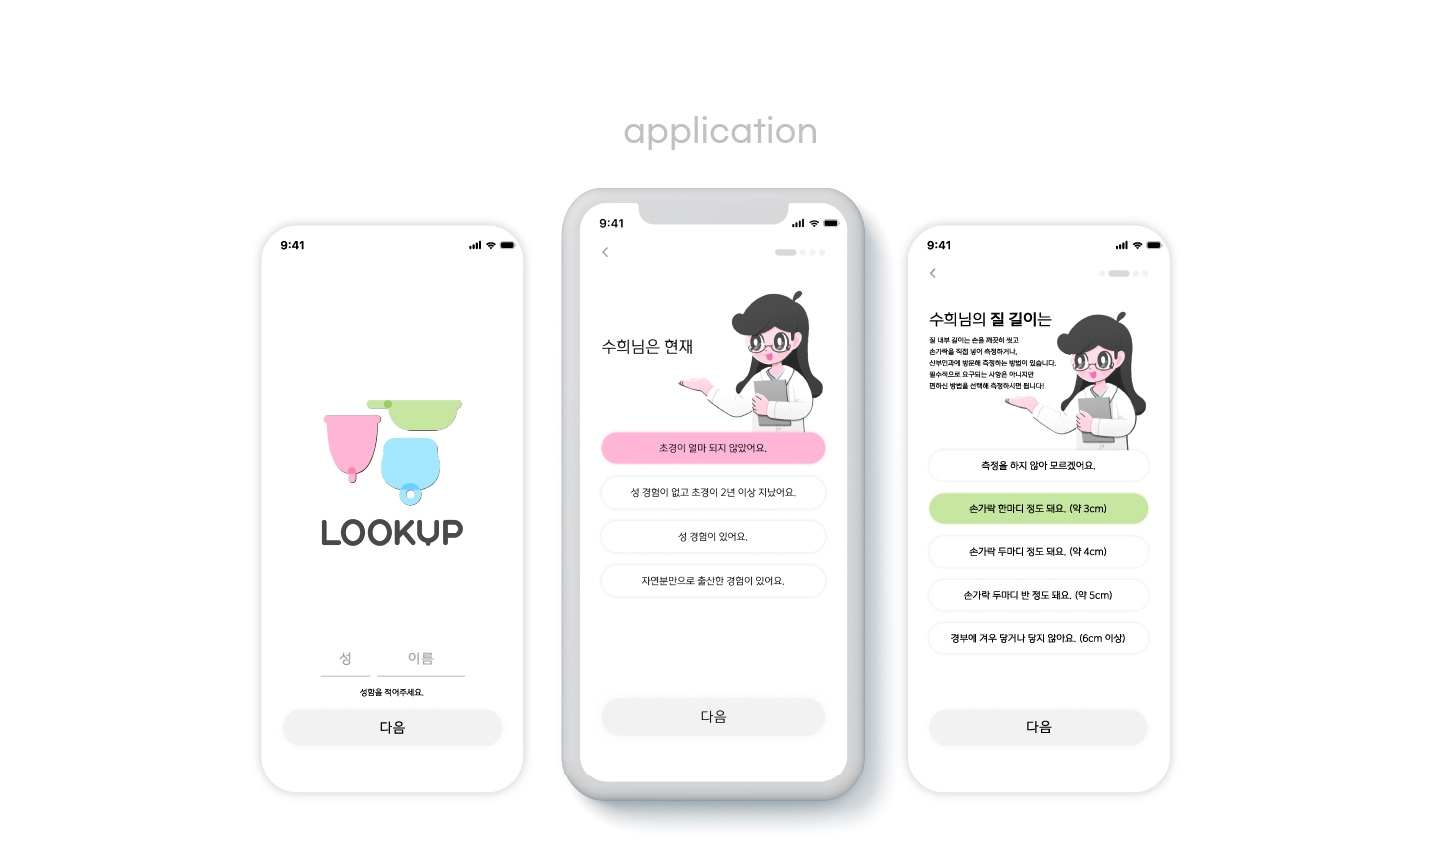 application
9:41
LOOKUP
성
이름
성함을 적어주세요.
다음
9:41
수희님은 현재
초경이 얼마 되지 않았어요.
성 경험이 없고 초경이 2년 이상 지났어요.
성 경험이 있어요.
자연분만으로 출산한 경험이 있어요.
다음
9:41
수희님의 질 길이는
질 내부 길이는 손을 깨끗히 씻고
손가락을 직접 넣어 측정하거나,
산부인과에 방문해 측정하는 방법이 있습니다.
필수적으로 요구되는 사항은 아니지만
편하신 방법을 선택해 측정하시면 됩니다!
측정을 하지 않아 모르겠어요.
손가락 한마디 정도 돼요. (약 3cm)
손가락 두마디 정도 돼요. (약 4cm)
손가락 두마디 반 정도 돼요. (약 5cm)
경부에 겨우 닿거나 닿지 않아요. (6cm 이상)
다음